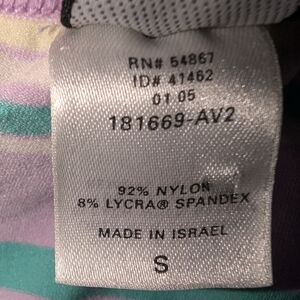 RN# 54867
ID# 41462
01 05
181669-AV2
92% NYLON
8% LYCRA® SPANDEX
MADE IN ISRAEL
S